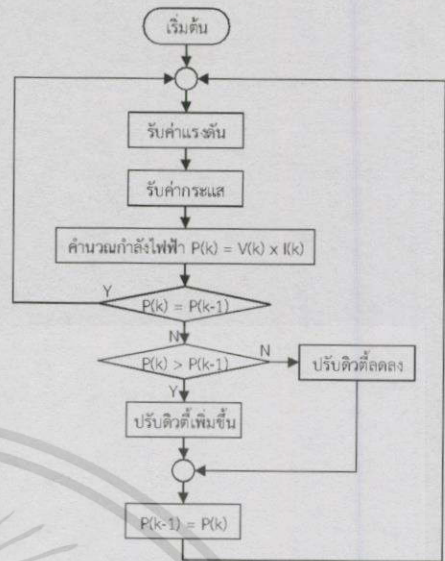 เริ่มต้น
รับค่าแรงดัน
รับค่ากระแส
คำนวณกำลังไฟฟ้า P(k) = V(k) x I(k)
Y
P(k) = P(k-1)
N
P(k) > P(k-1)
N
ปรับดิวตี้ลดลง
Y
ปรับดิวตี้เพิ่มขึ้น
P(k-1) = P(k)